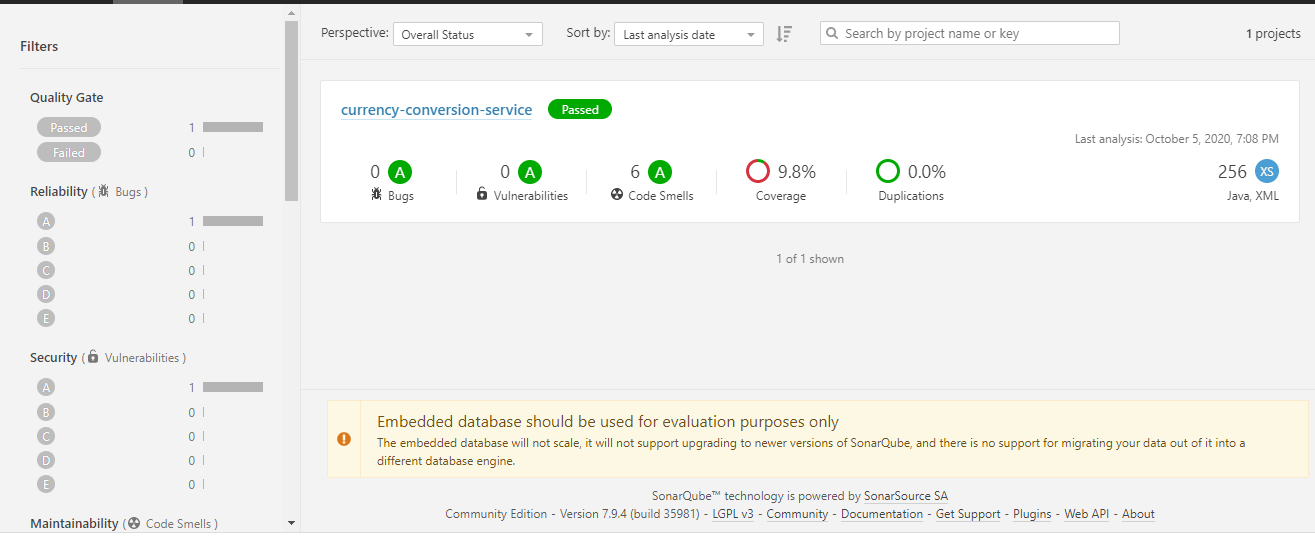 Filters
Quality Gate
Passed 1
Failed 0
Reliability ( Bugs )
A 1
B 0
C 0
D 0
E 0
Security ( Vulnerabilities )
A 1
B 0
C 0
D 0
E 0
Maintainability ( Code Smells )
Perspective: Overall Status Sort by: Last analysis date Search by project name or key 1 projects
currency-conversion-service Passed
Last analysis: October 5, 2020, 7:08 PM
0 A 0 A 6 A 9.8% 0.0% 256 XS
Bugs Vulnerabilities Code Smells Coverage Duplications Java, XML
1 of 1 shown
Embedded database should be used for evaluation purposes only
The embedded database will not scale, it will not support upgrading to newer versions of SonarQube, and there is no support for migrating your data out of it into a
different database engine.
SonarQube™ technology is powered by SonarSource SA
Community Edition - Version 7.9.4 (build 35981) - LGPL v3 - Community - Documentation - Get Support - Plugins - Web API - About